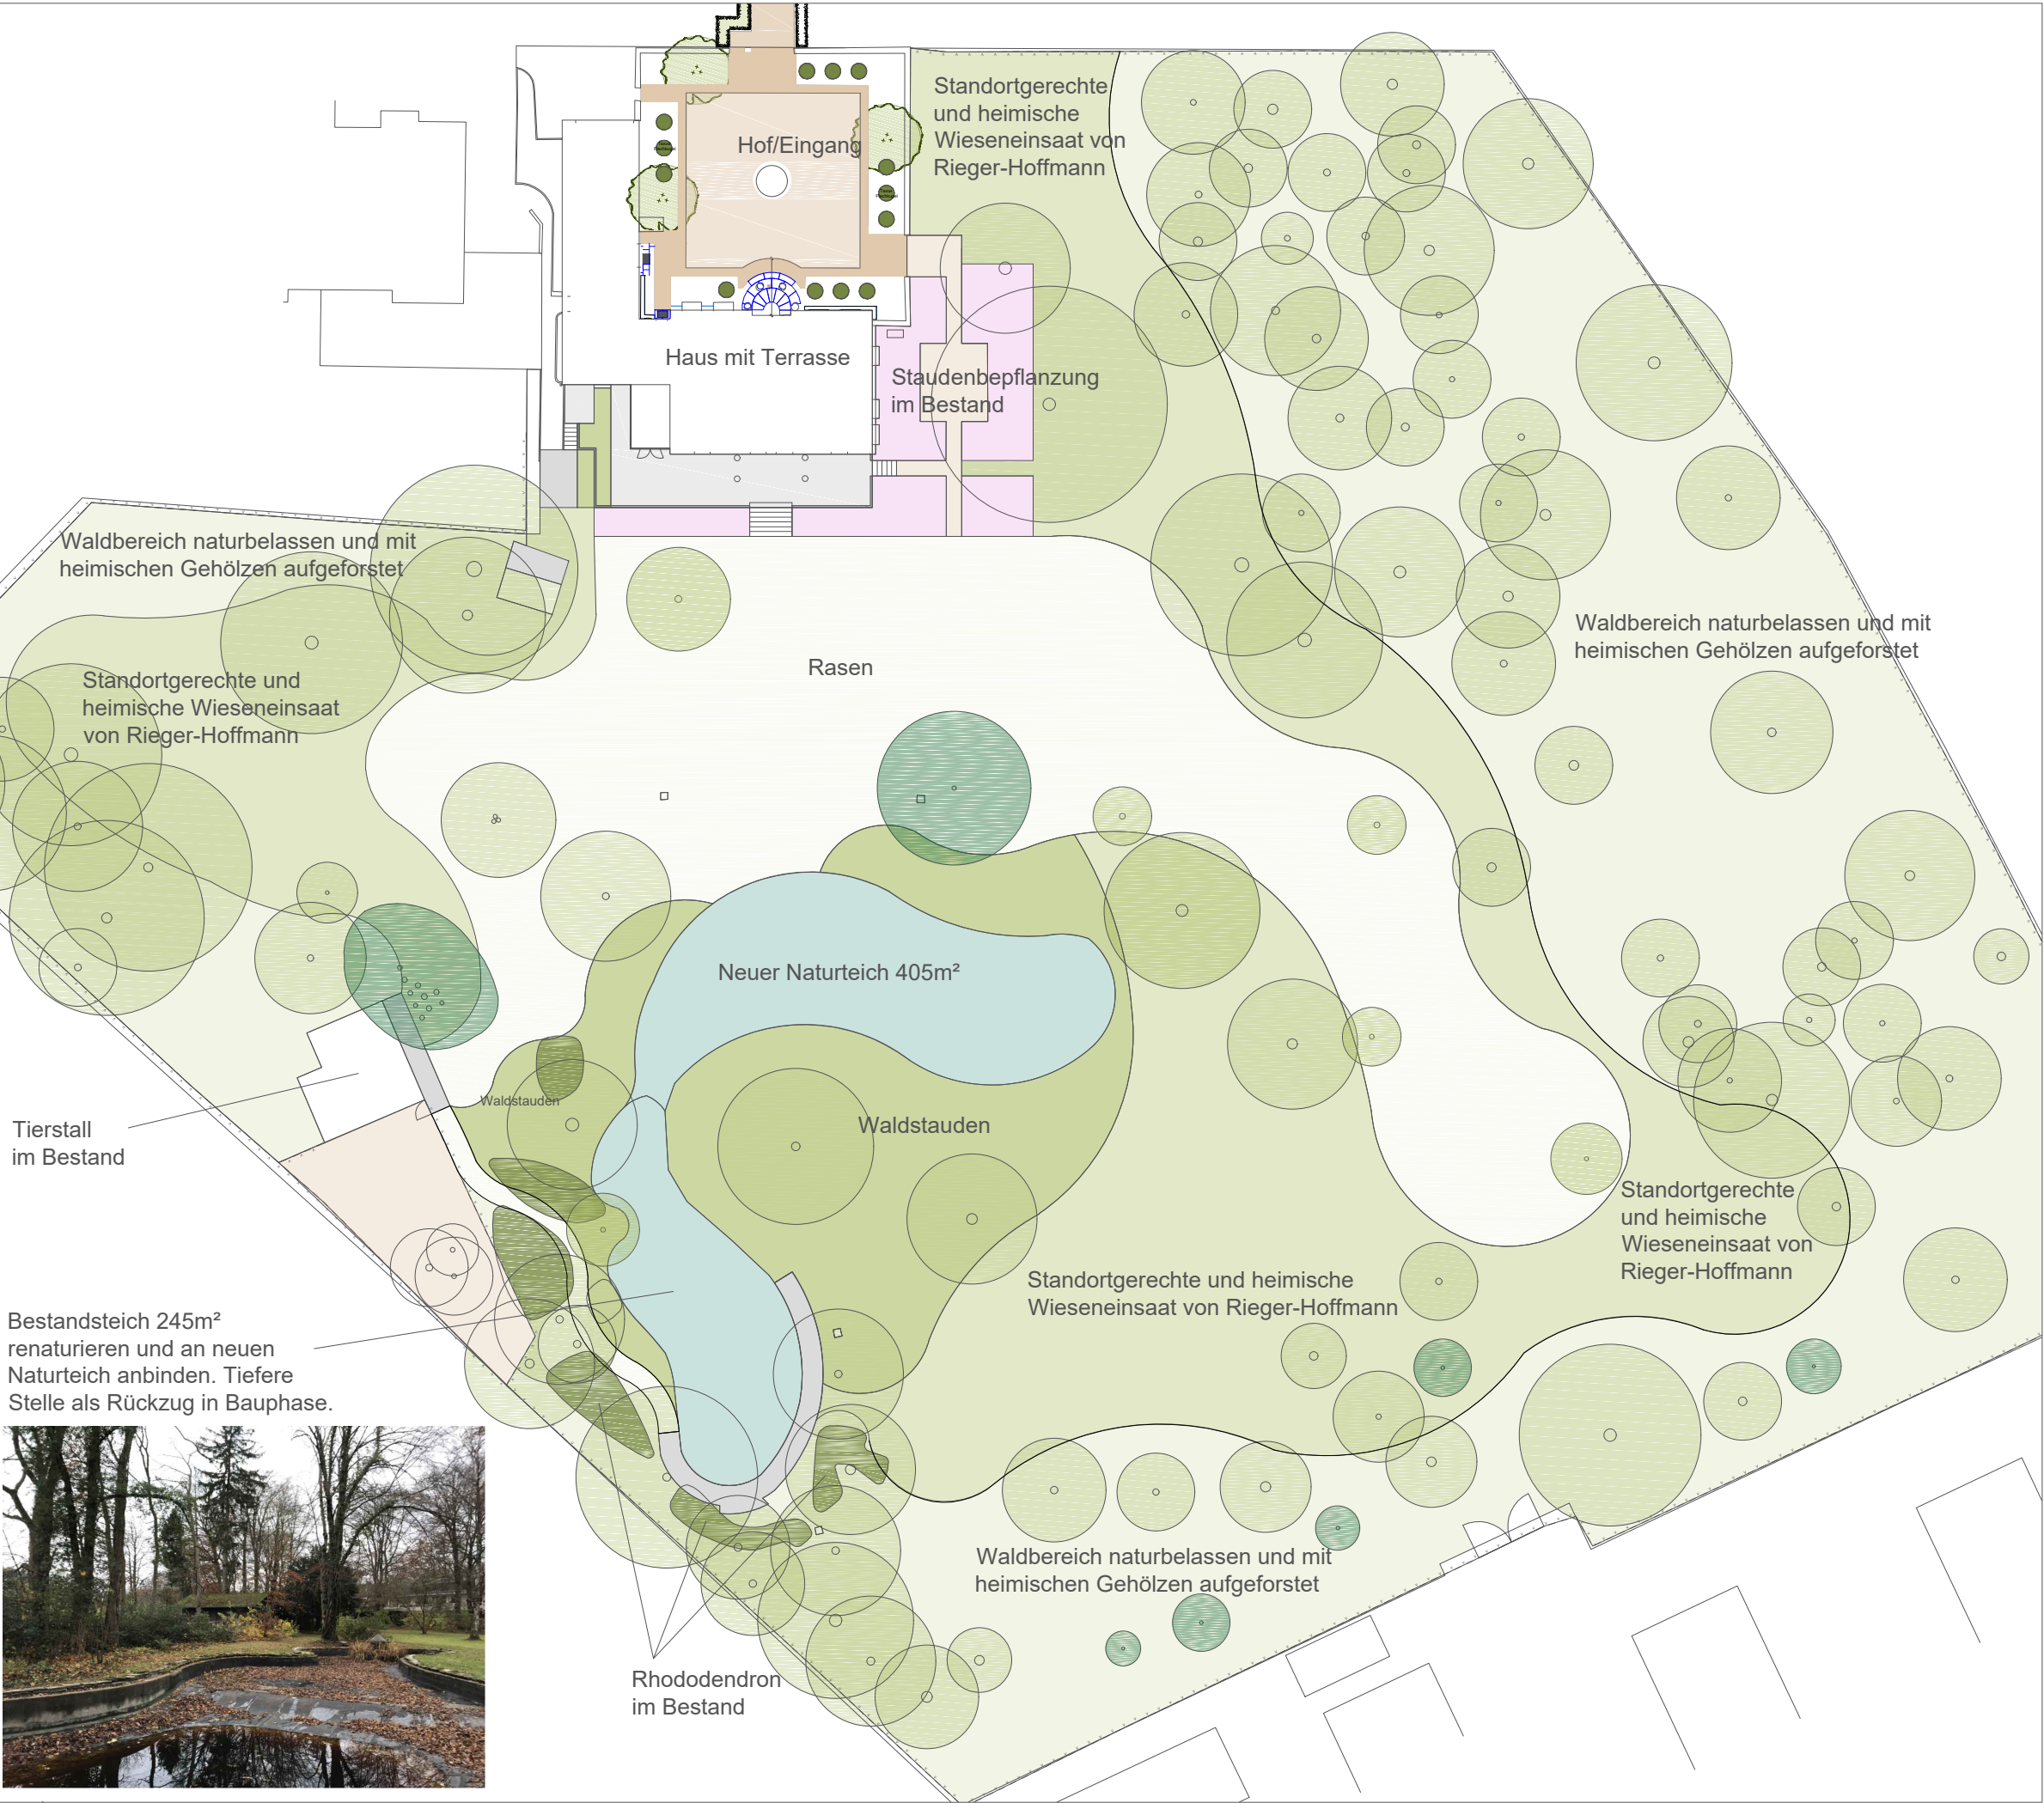 Standortgerechte
und heimische
Wieseneinsaat von
Rieger-Hoffmann
Hof/Eingang
Haus mit Terrasse
Staudenbepflanzung
im Bestand
Waldbereich naturbelassen und mit
heimischen Gehölzen aufgeforstet
Waldbereich naturbelassen und mit
heimischen Gehölzen aufgeforstet
Rasen
Standortgerechte und
heimische Wieseneinsaat
von Rieger-Hoffmann
Neuer Naturteich 405m²
Waldstauden
Waldstauden
Tierstall
im Bestand
Standortgerechte
und heimische
Wieseneinsaat von
Rieger-Hoffmann
Standortgerechte und heimische
Wieseneinsaat von Rieger-Hoffmann
Bestandsteich 245m²
renaturieren und an neuen
Naturteich anbinden. Tiefere
Stelle als Rückzug in Bauphase.
Waldbereich naturbelassen und mit
heimischen Gehölzen aufgeforstet
Rhododendron
im Bestand